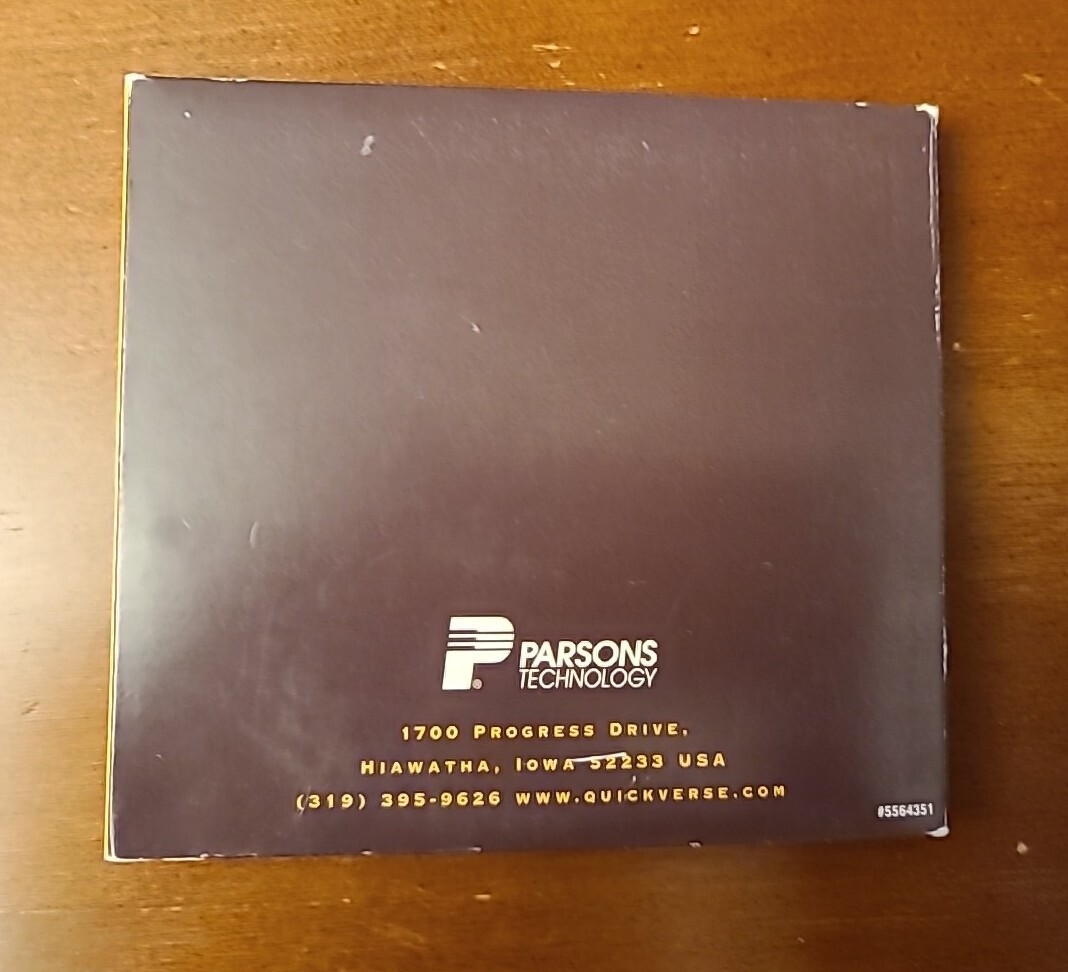 P®
PARSONS
TECHNOLOGY
1700 PROGRESS DRIVE,
HIAWATHA, IOWA 52233 USA
(319) 395-9626 WWW.QUICKVERSE.COM
#5564351